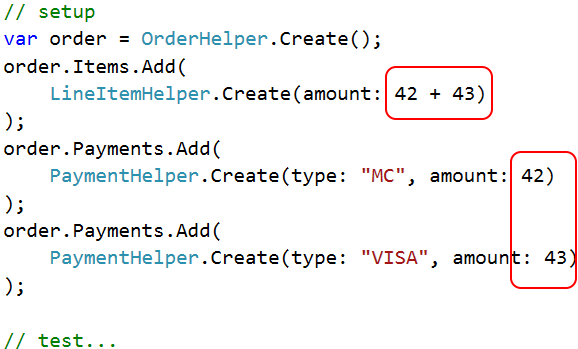 // setup
var order = OrderHelper.Create();
order.Items.Add(
    LineItemHelper.Create(amount: 42 + 43)
);
order.Payments.Add(
    PaymentHelper.Create(type: "MC", amount: 42)
);
order.Payments.Add(
    PaymentHelper.Create(type: "VISA", amount: 43)
);
// test...